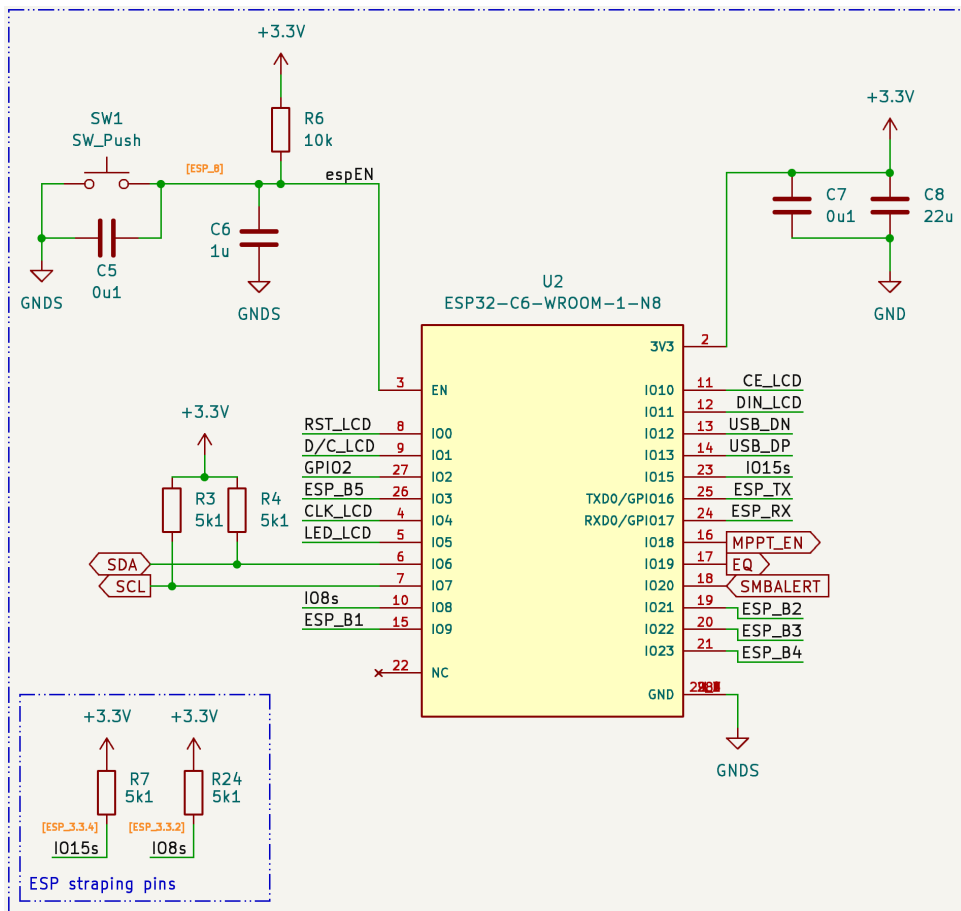 +3.3V
R6
10k
SW1
SW_Push
[ESP_8]
espEN
C5
0u1
C6
1u
GNDS
GNDS
+3.3V
C7
0u1
C8
22u
GND
U2
ESP32-C6-WROOM-1-N8
2
3V3
3
EN
RST_LCD
8
IO0
D/C_LCD
9
IO1
GPIO2
27
IO2
ESP_B5
26
IO3
CLK_LCD
4
IO4
LED_LCD
5
IO5
SDA
6
IO6
SCL
7
IO7
IO8s
10
IO8
ESP_B1
15
IO9
22
NC
IO10
11
CE_LCD
IO11
12
DIN_LCD
IO12
13
USB_DN
IO13
14
USB_DP
IO15
23
IO15s
TXD0/GPIO16
25
ESP_TX
RXD0/GPIO17
24
ESP_RX
IO18
16
MPPT_EN
IO19
17
EQ
IO20
18
SMBALERT
IO21
19
ESP_B2
IO22
20
ESP_B3
IO23
21
ESP_B4
GND
GNDS
+3.3V
R3
5k1
R4
5k1
+3.3V
+3.3V
R7
5k1
R24
5k1
[ESP_3.3.4]
[ESP_3.3.2]
IO15s
IO8s
ESP straping pins